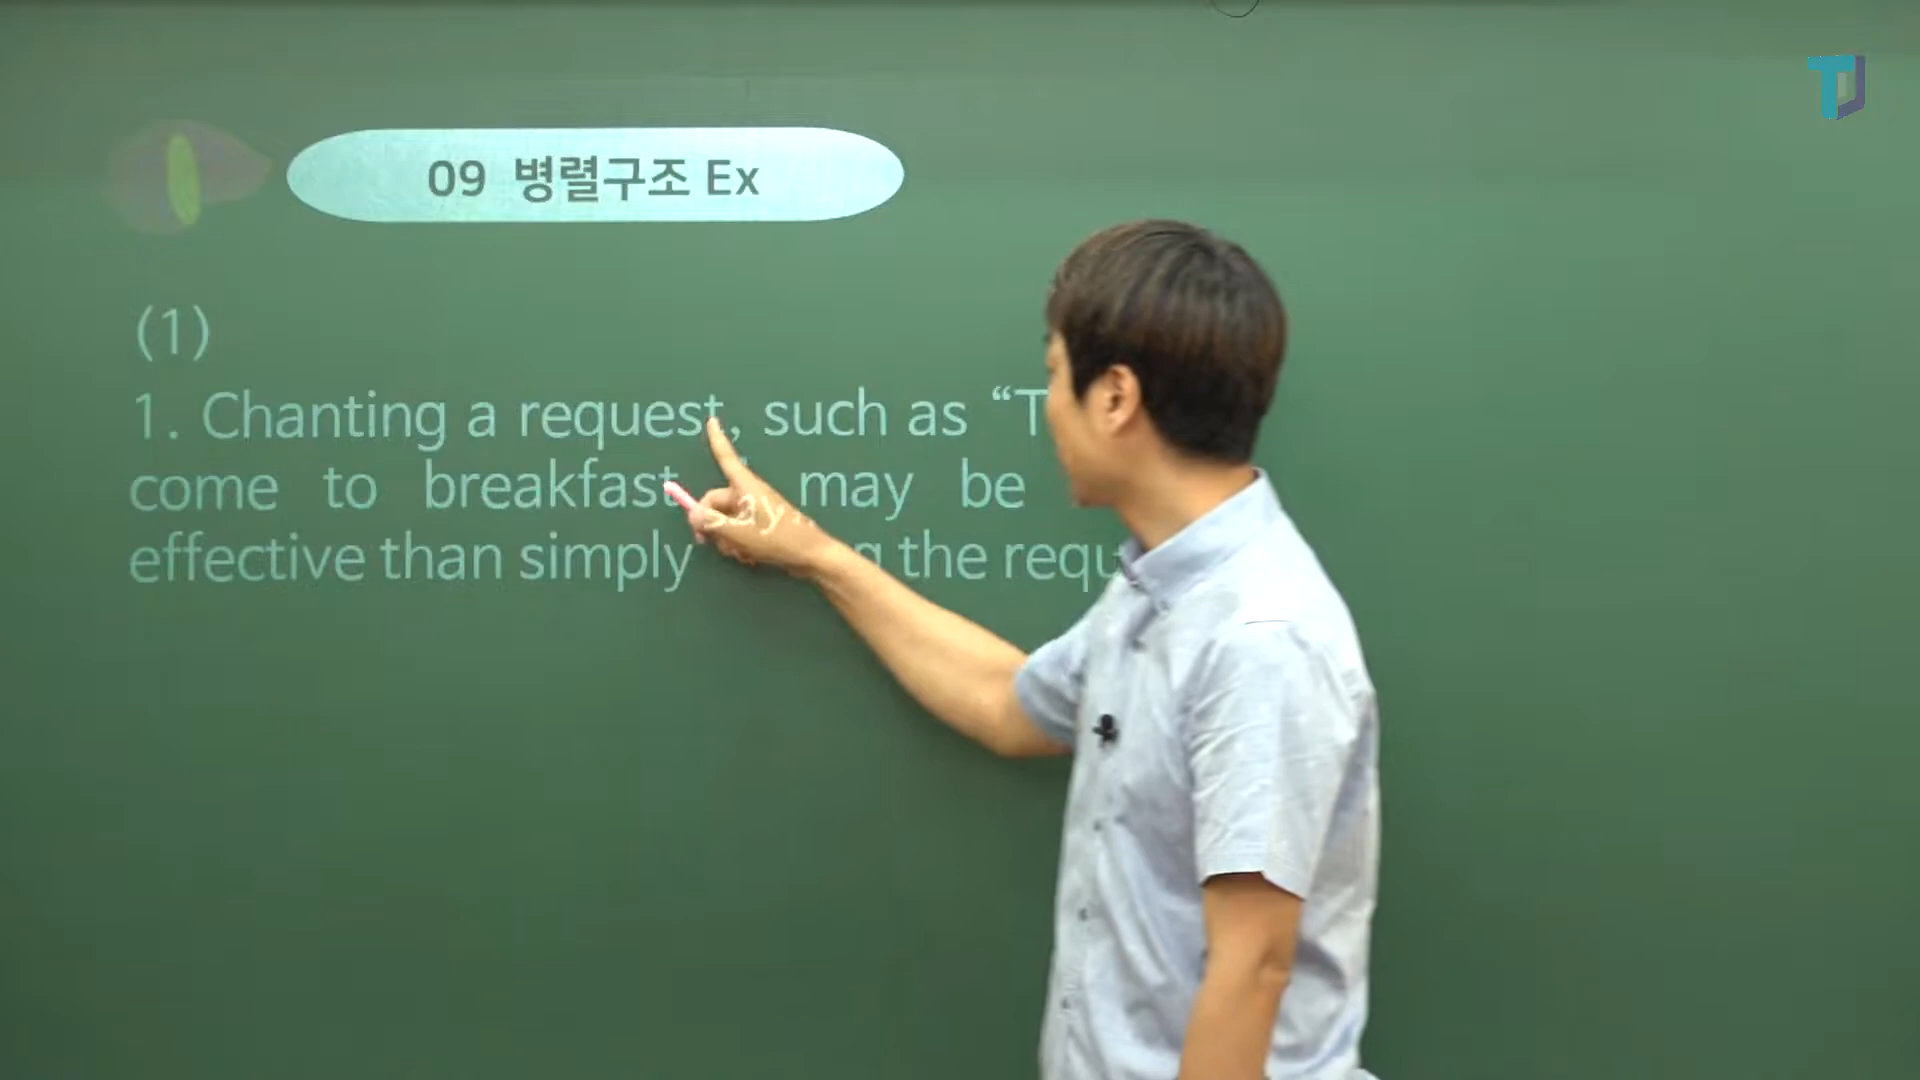 09 병렬구조 Ex
(1)
1. Chanting a request, such as “T
come to breakfast may be
effective than simply the requ